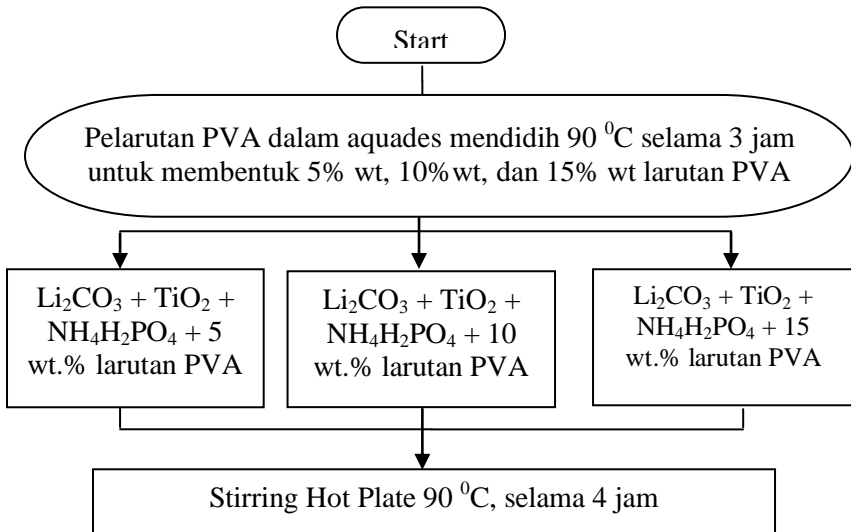 Start
Pelarutan PVA dalam aquades mendidih 90 ⁰C selama 3 jam
untuk membentuk 5% wt, 10%wt, dan 15% wt larutan PVA
Li₂CO₃ + TiO₂ +
NH₄H₂PO₄ + 5
wt.% larutan PVA
Li₂CO₃ + TiO₂ +
NH₄H₂PO₄ + 10
wt.% larutan PVA
Li₂CO₃ + TiO₂ +
NH₄H₂PO₄ + 15
wt.% larutan PVA
Stirring Hot Plate 90 ⁰C, selama 4 jam